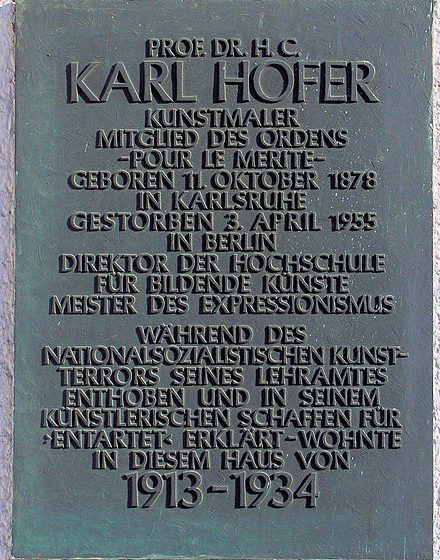 PROF. DR. H. C.
KARL HOFER
KUNSTMALER
MITGLIED DES ORDENS
-POUR LE MERITE-
GEBOREN 11. OKTOBER 1878
IN KARLSRUHE
GESTORBEN 3. APRIL 1955
IN BERLIN
DIREKTOR DER HOCHSCHULE
FÜR BILDENDE KÜNSTE
MEISTER DES EXPRESSIONISMUS
WÄHREND DES
NATIONALSOZIALISTISCHEN KUNST-
TERRORS SEINES LEHRAMTES
ENTHOBEN UND IN SEINEM
KÜNSTLERISCHEN SCHAFFEN FÜR
›ENTARTET‹ ERKLÄRT-WOHNTE
IN DIESEM HAUS VON
1913-1934